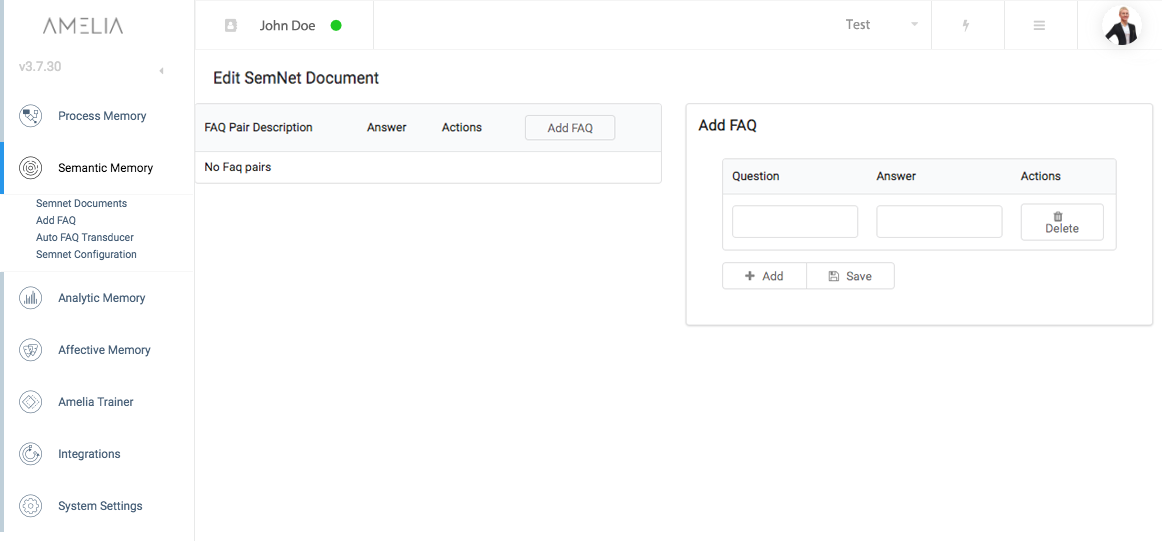 AMELIA
John Doe
Test
v3.7.30
Process Memory
Semantic Memory
Semnet Documents
Add FAQ
Auto FAQ Transducer
Semnet Configuration
Analytic Memory
Affective Memory
Amelia Trainer
Integrations
System Settings
Edit SemNet Document
FAQ Pair Description Answer Actions Add FAQ
No Faq pairs
Add FAQ
Question Answer Actions
Delete
Add Save